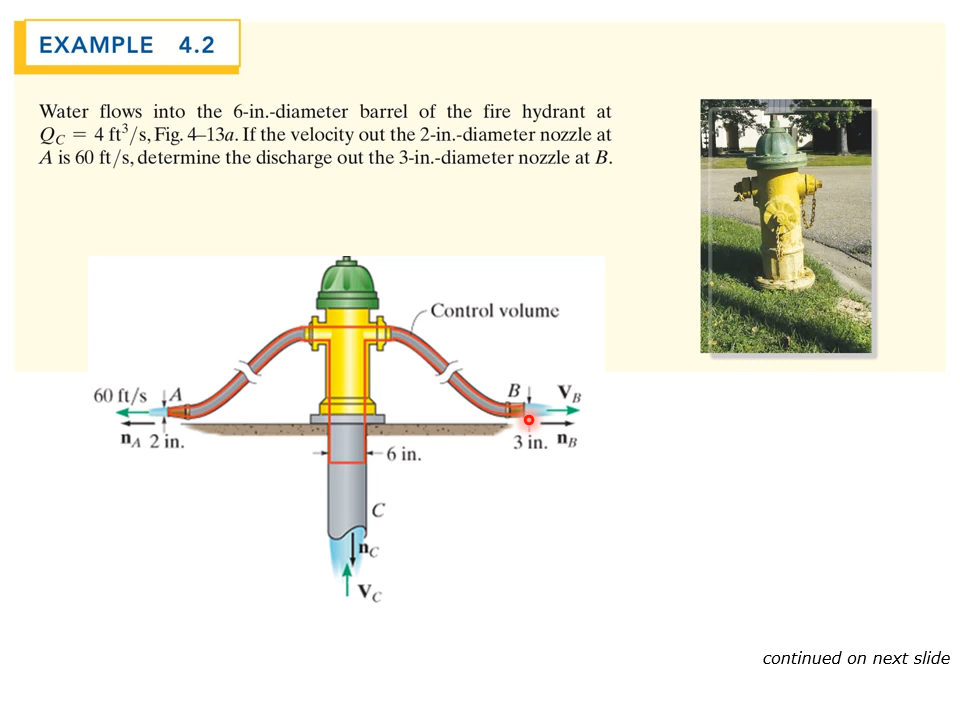 EXAMPLE 4.2
Water flows into the 6-in.-diameter barrel of the fire hydrant at
Q_C = 4 ft³/s, Fig. 4–13a. If the velocity out the 2-in.-diameter nozzle at
A is 60 ft/s, determine the discharge out the 3-in.-diameter nozzle at B.
Control volume
60 ft/s A
B V_B
n_A 2 in.
3 in. n_B
6 in.
C
n_C
V_C
continued on next slide